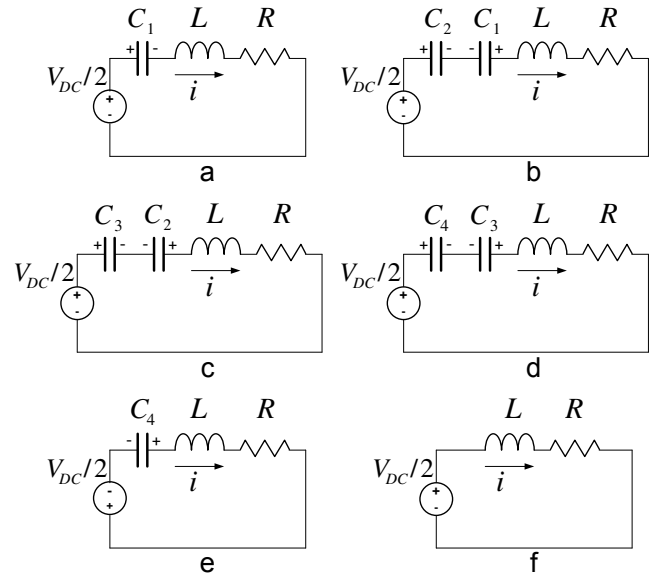 C₁ L R
+ -
V_DC/2
+
-
i
a
C₂ C₁ L R
+ - - +
V_DC/2
+
-
i
b
C₃ C₂ L R
+ - - +
V_DC/2
+
-
i
c
C₄ C₃ L R
+ - - +
V_DC/2
+
-
i
d
C₄ L R
- +
V_DC/2
-
+
i
e
L R
V_DC/2
+
-
i
f